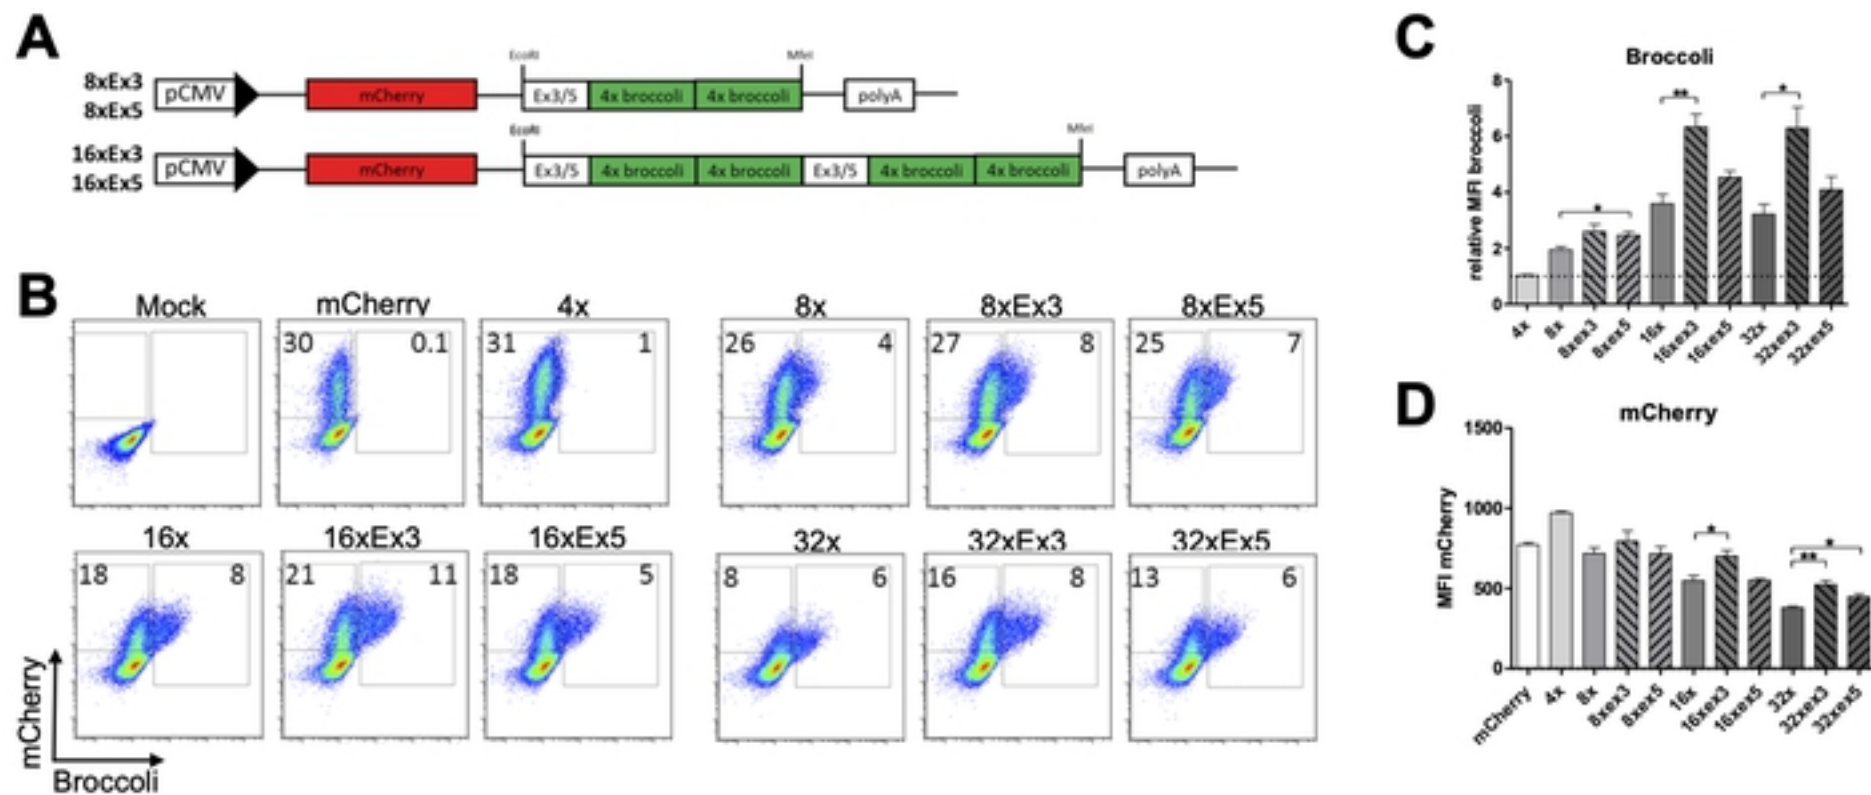 A
EcoRI MfeI
8xEx3
8xEx5
pCMV mCherry Ex3/5 4x broccoli 4x broccoli polyA
EcoRI MfeI
16xEx3
16xEx5
pCMV mCherry Ex3/5 4x broccoli 4x broccoli Ex3/5 4x broccoli 4x broccoli polyA
B
Mock mCherry 4x 8x 8xEx3 8xEx5
30 0.1 31 1 26 4 27 8 25 7
16x 16xEx3 16xEx5 32x 32xEx3 32xEx5
18 8 21 11 18 5 8 6 16 8 13 6
mCherry
Broccoli
C
Broccoli
relative MFI broccoli
8
6
4
2
0
** *
*
4x 8x 8xex3 8xex5 16x 16xex3 16xex5 32x 32xex3 32xex5
D
mCherry
MFI mCherry
1500
1000
500
0
* ** *
mCherry 4x 8x 8xex3 8xex5 16x 16xex3 16xex5 32x 32xex3 32xex5